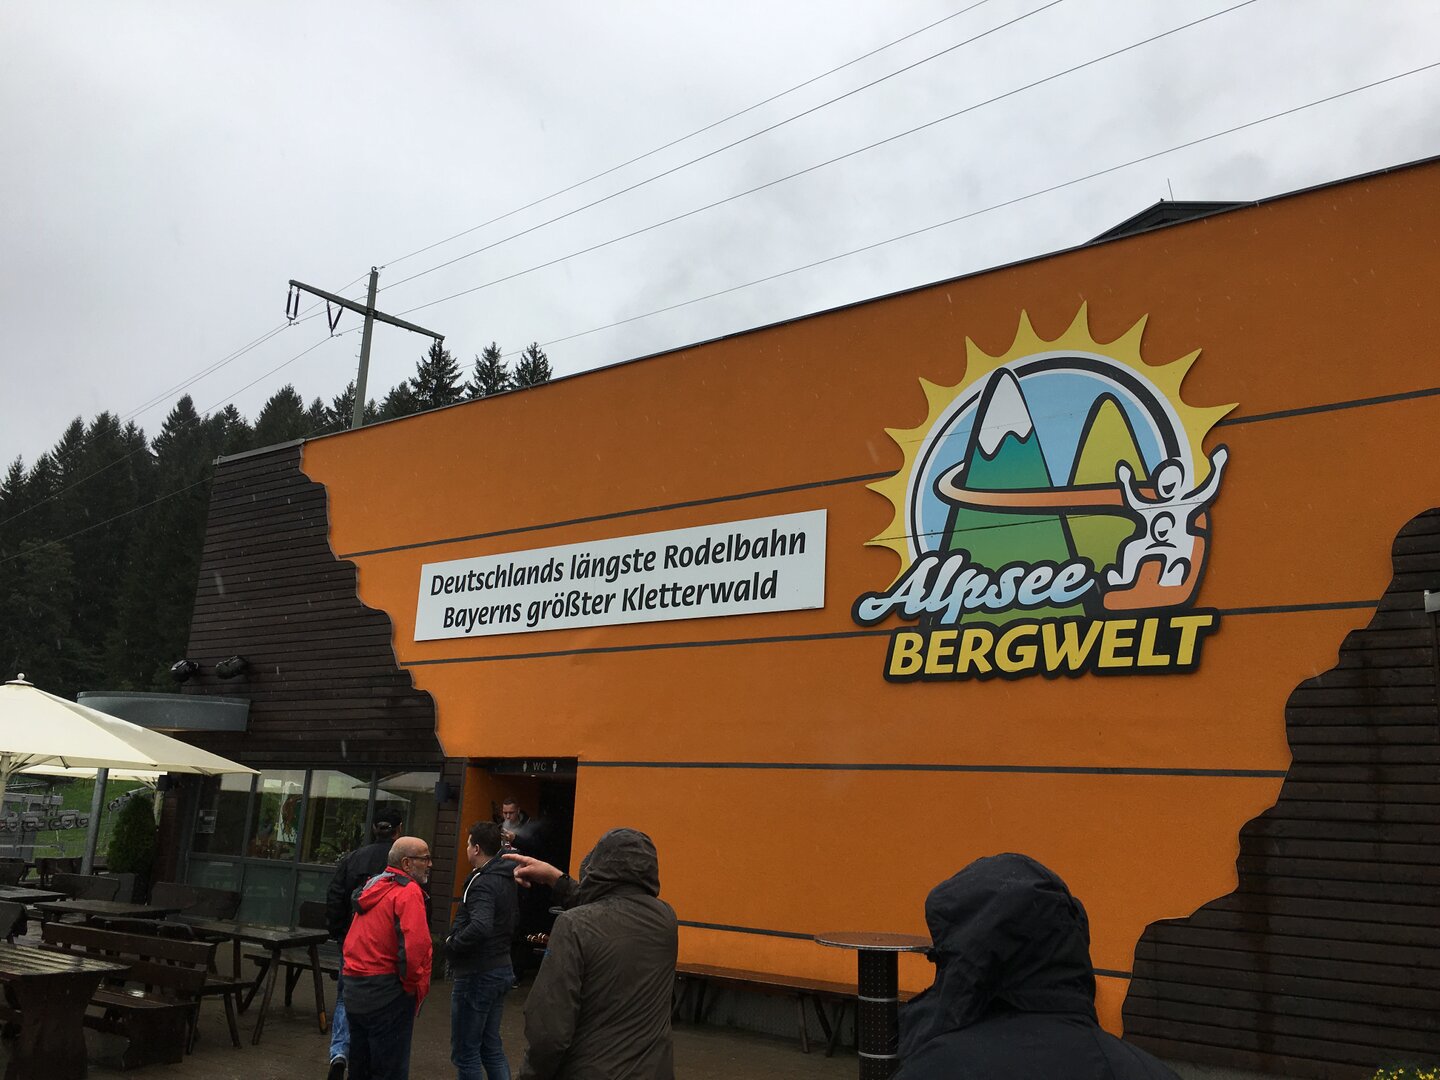 Deutschlands längste Rodelbahn
Bayerns größter Kletterwald
Alpsee
BERGWELT
WC